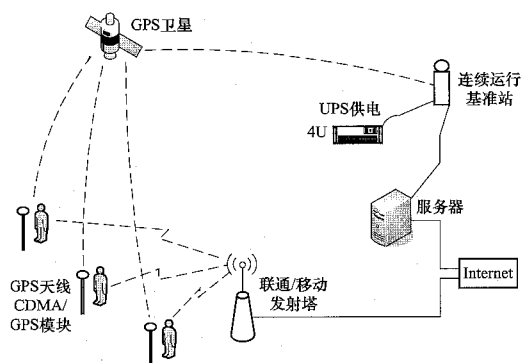 GPS卫星
连续运行
基准站
UPS供电
4U
服务器
GPS天线
CDMA/
GPS模块
联通/移动
发射塔
Internet